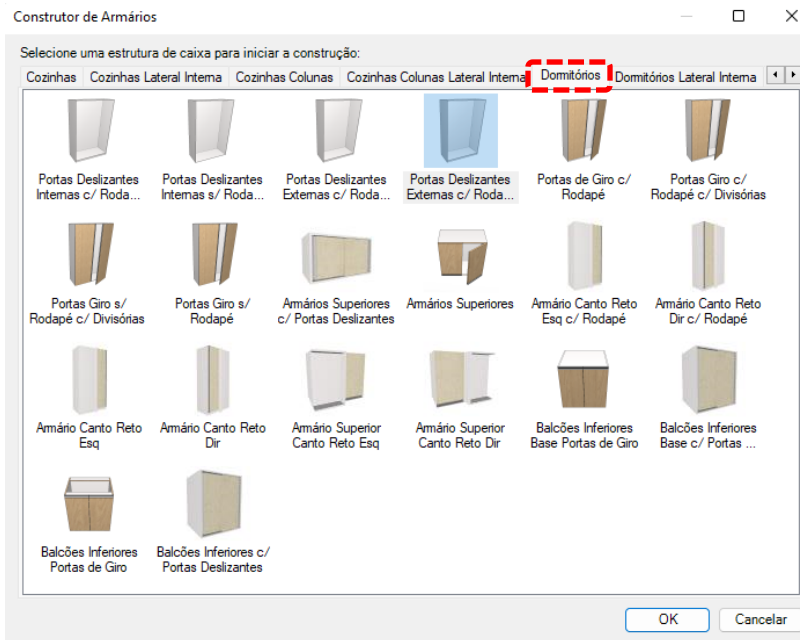 Construtor de Armários
Selecione uma estrutura de caixa para iniciar a construção:
Cozinhas Cozinhas Lateral Interna Cozinhas Colunas Cozinhas Colunas Lateral Interna Dormitórios Dormitórios Lateral Interna
Portas Deslizantes
Internas c/ Roda...
Portas Deslizantes
Internas s/ Roda...
Portas Deslizantes
Externas c/ Roda...
Portas Deslizantes
Externas c/ Roda...
Portas de Giro c/
Rodapé
Portas Giro c/
Rodapé c/ Divisórias
Portas Giro s/
Rodapé c/ Divisórias
Portas Giro s/
Rodapé
Armários Superiores
c/ Portas Deslizantes
Armários Superiores
Armário Canto Reto
Esq c/ Rodapé
Armário Canto Reto
Dir c/ Rodapé
Armário Canto Reto
Esq
Armário Canto Reto
Dir
Armário Superior
Canto Reto Esq
Armário Superior
Canto Reto Dir
Balcões Inferiores
Base Portas de Giro
Balcões Inferiores
Base c/ Portas ...
Balcões Inferiores
Portas de Giro
Balcões Inferiores c/
Portas Deslizantes
OK
Cancelar